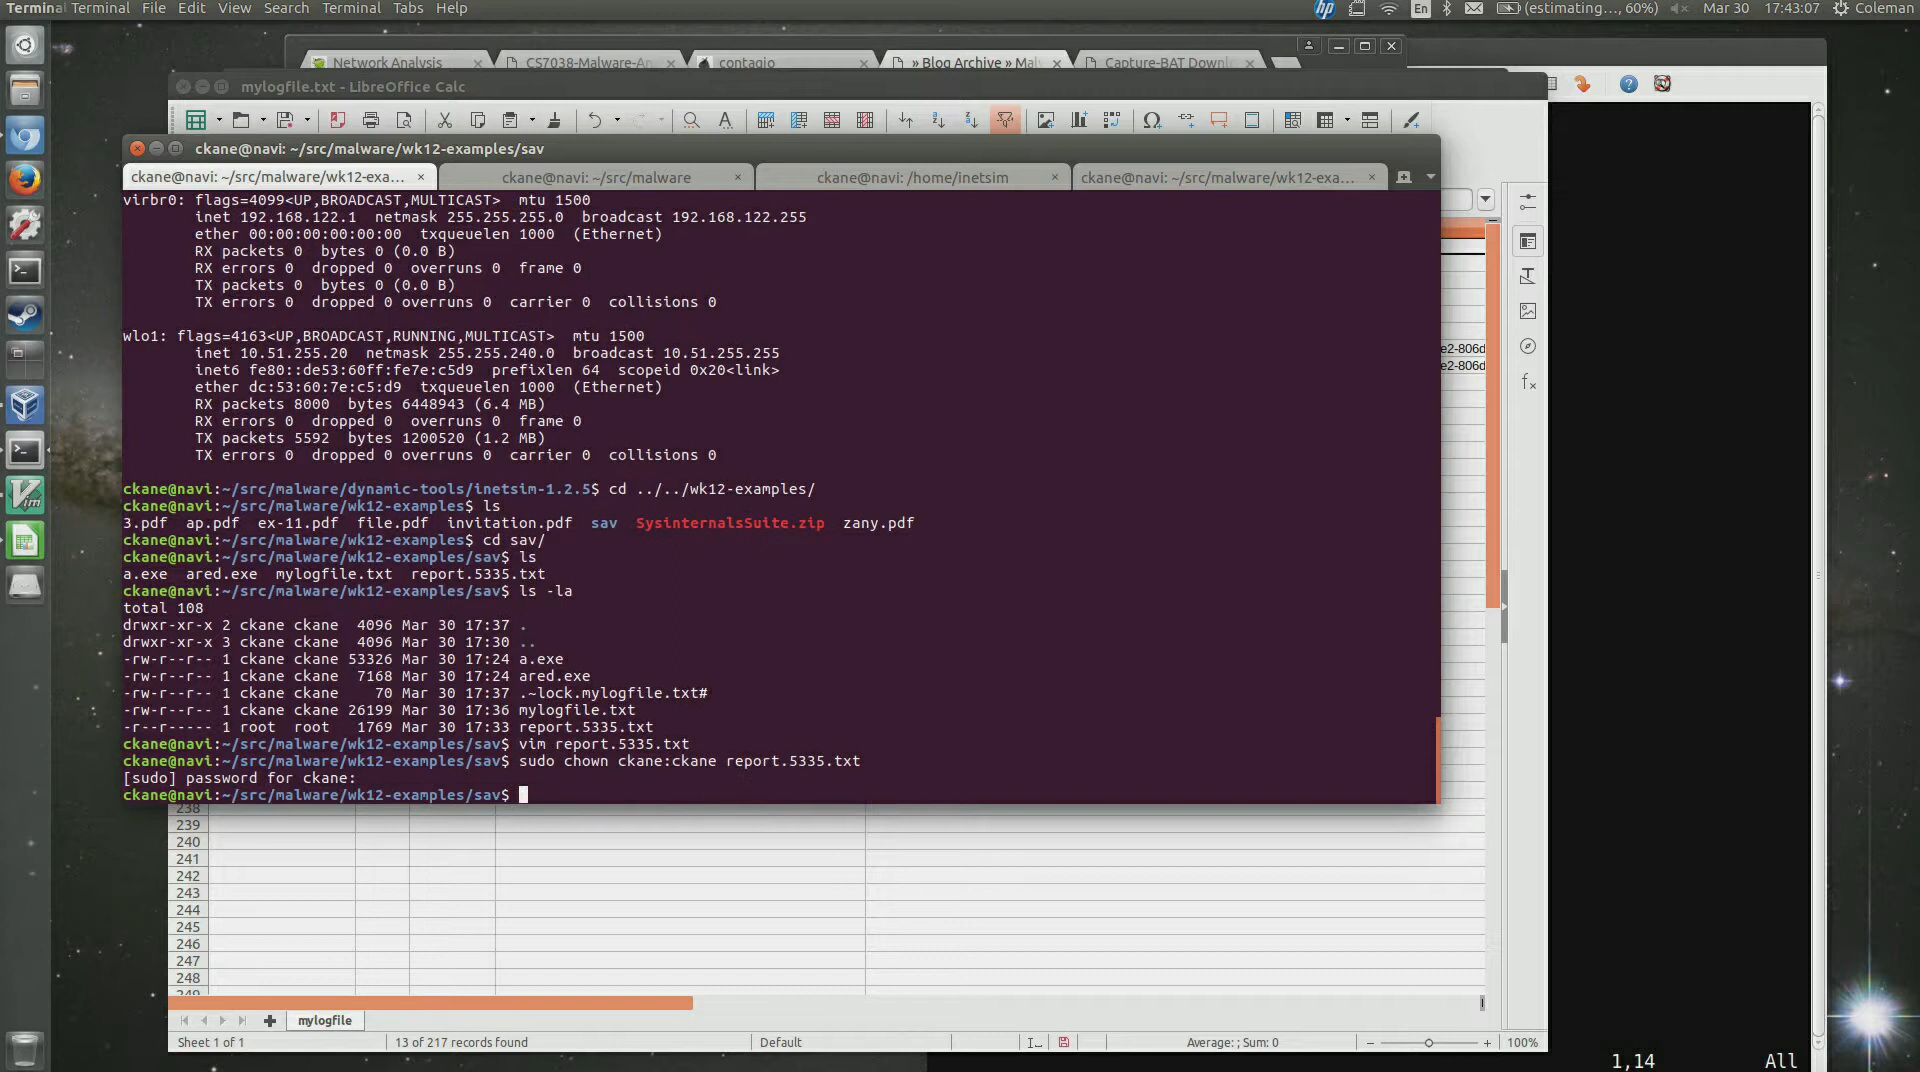 Terminal Terminal File Edit View Search Terminal Tabs Help
hp En (estimating..., 60%) Mar 30 17:43:07 Coleman
Network Analysis CS7038-Malware-An contagio » Blog Archive » Mal Capture-BAT Downl
mylogfile.txt - LibreOffice Calc
ckane@navi: ~/src/malware/wk12-examples/sav
ckane@navi: ~/src/malware/wk12-exa... ckane@navi: ~/src/malware ckane@navi: /home/inetsim ckane@navi: ~/src/malware/wk12-exa...
virbr0: flags=4099<UP,BROADCAST,MULTICAST> mtu 1500
inet 192.168.122.1 netmask 255.255.255.0 broadcast 192.168.122.255
ether 00:00:00:00:00:00 txqueuelen 1000 (Ethernet)
RX packets 0 bytes 0 (0.0 B)
RX errors 0 dropped 0 overruns 0 frame 0
TX packets 0 bytes 0 (0.0 B)
TX errors 0 dropped 0 overruns 0 carrier 0 collisions 0
wlo1: flags=4163<UP,BROADCAST,RUNNING,MULTICAST> mtu 1500
inet 10.51.255.20 netmask 255.255.240.0 broadcast 10.51.255.255
inet6 fe80::de53:60ff:fe7e:c5d9 prefixlen 64 scopeid 0x20<link>
ether dc:53:60:7e:c5:d9 txqueuelen 1000 (Ethernet)
RX packets 8000 bytes 6448943 (6.4 MB)
RX errors 0 dropped 0 overruns 0 frame 0
TX packets 5592 bytes 1200520 (1.2 MB)
TX errors 0 dropped 0 overruns 0 carrier 0 collisions 0
e2-806d
e2-806d
ckane@navi:~/src/malware/dynamic-tools/inetsim-1.2.5$ cd ../../wk12-examples/
ckane@navi:~/src/malware/wk12-examples$ ls
3.pdf ap.pdf ex-11.pdf file.pdf invitation.pdf sav SysinternalsSuite.zip zany.pdf
ckane@navi:~/src/malware/wk12-examples$ cd sav/
ckane@navi:~/src/malware/wk12-examples/sav$ ls
a.exe ared.exe mylogfile.txt report.5335.txt
ckane@navi:~/src/malware/wk12-examples/sav$ ls -la
total 108
drwxr-xr-x 2 ckane ckane 4096 Mar 30 17:37 .
drwxr-xr-x 3 ckane ckane 4096 Mar 30 17:30 ..
-rw-r--r-- 1 ckane ckane 53326 Mar 30 17:24 a.exe
-rw-r--r-- 1 ckane ckane 7168 Mar 30 17:24 ared.exe
-rw-r--r-- 1 ckane ckane 70 Mar 30 17:37 .~lock.mylogfile.txt#
-rw-r--r-- 1 ckane ckane 26199 Mar 30 17:36 mylogfile.txt
-r--r----- 1 root root 1769 Mar 30 17:33 report.5335.txt
ckane@navi:~/src/malware/wk12-examples/sav$ vim report.5335.txt
ckane@navi:~/src/malware/wk12-examples/sav$ sudo chown ckane:ckane report.5335.txt
[sudo] password for ckane:
ckane@navi:~/src/malware/wk12-examples/sav$
238
239
240
241
242
243
244
245
246
247
248
249
mylogfile
Sheet 1 of 1 13 of 217 records found Default Average: ; Sum: 0 100%
1,14 All